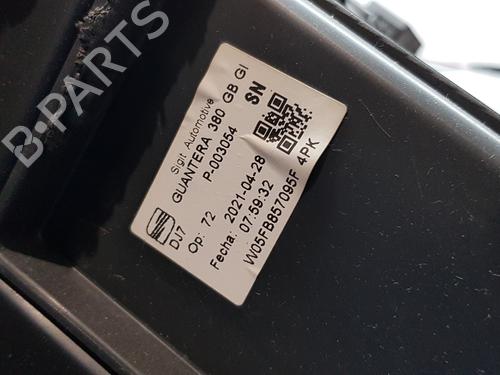 B-PARTS
Sigit Automotive
GUANTERA 380 GB GI
P-003054 SN
DJ7
Op: 72 2021-04-28
Fecha: 07:59:32
W05FB857095F 4PK